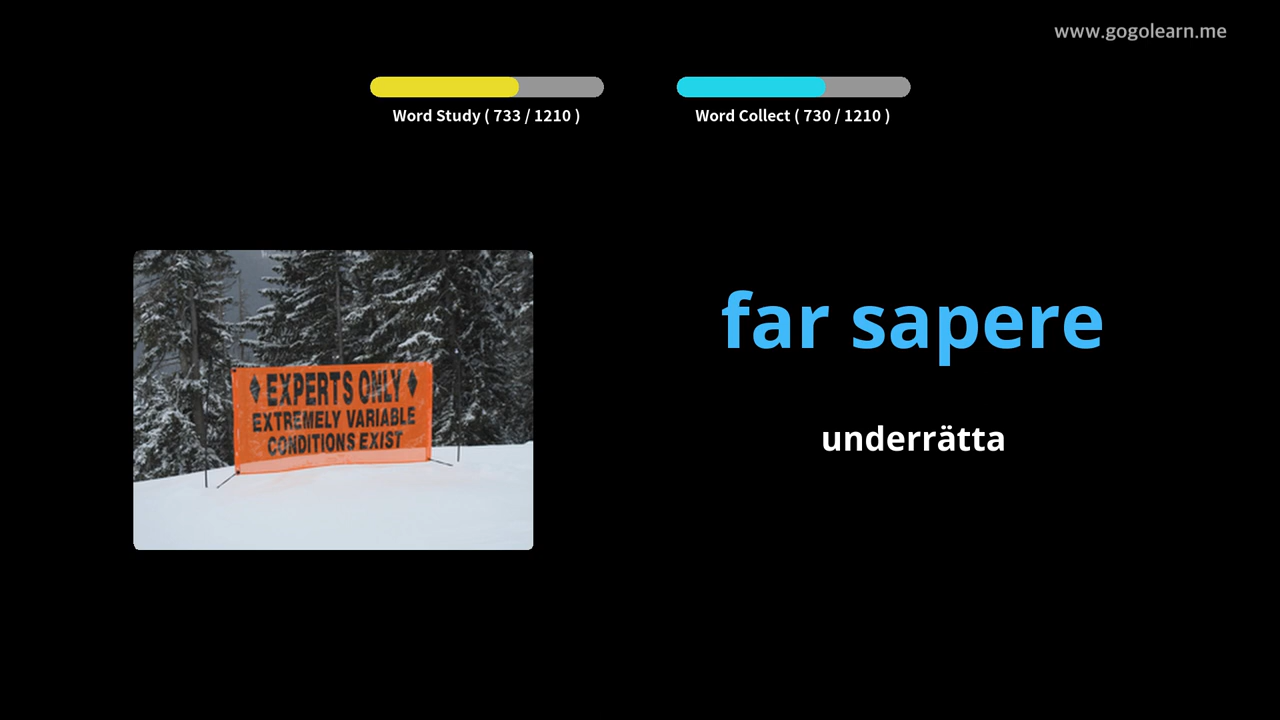 www.gogolearn.me
Word Study ( 733 / 1210 )
Word Collect ( 730 / 1210 )
EXPERTS ONLY
EXTREMELY VARIABLE
CONDITIONS EXIST
far sapere
underrätta